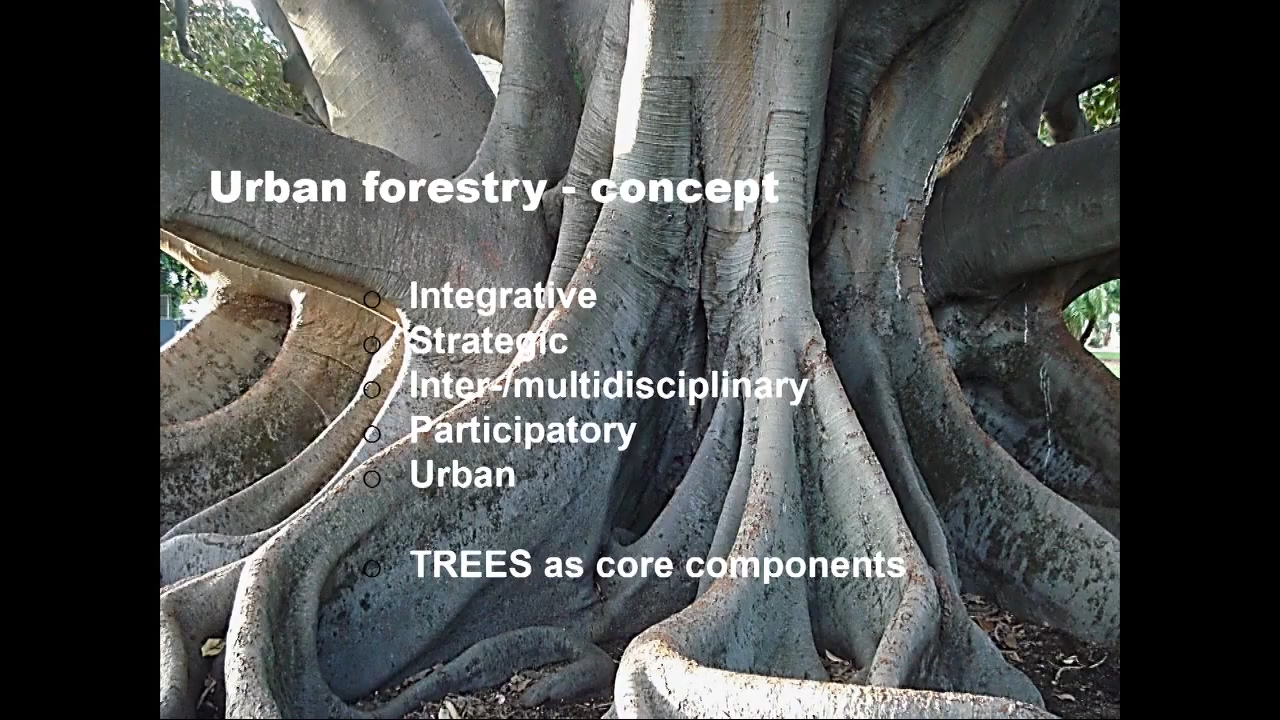 Urban forestry - concept
Integrative
Strategic
Inter-/multidisciplinary
Participatory
Urban
TREES as core components